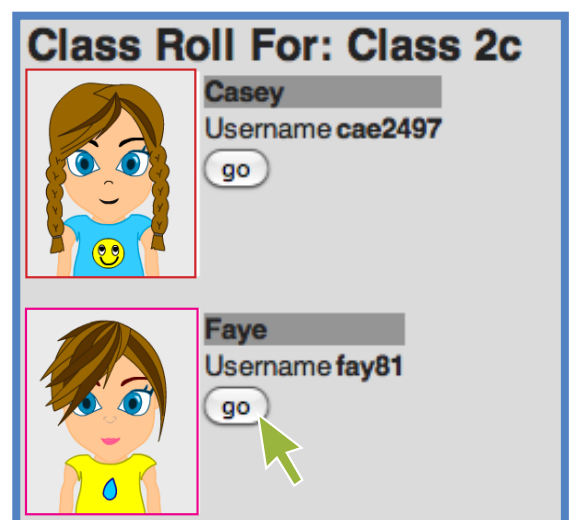 Class Roll For: Class 2c
Casey
Username cae2497
go
Faye
Username fay81
go